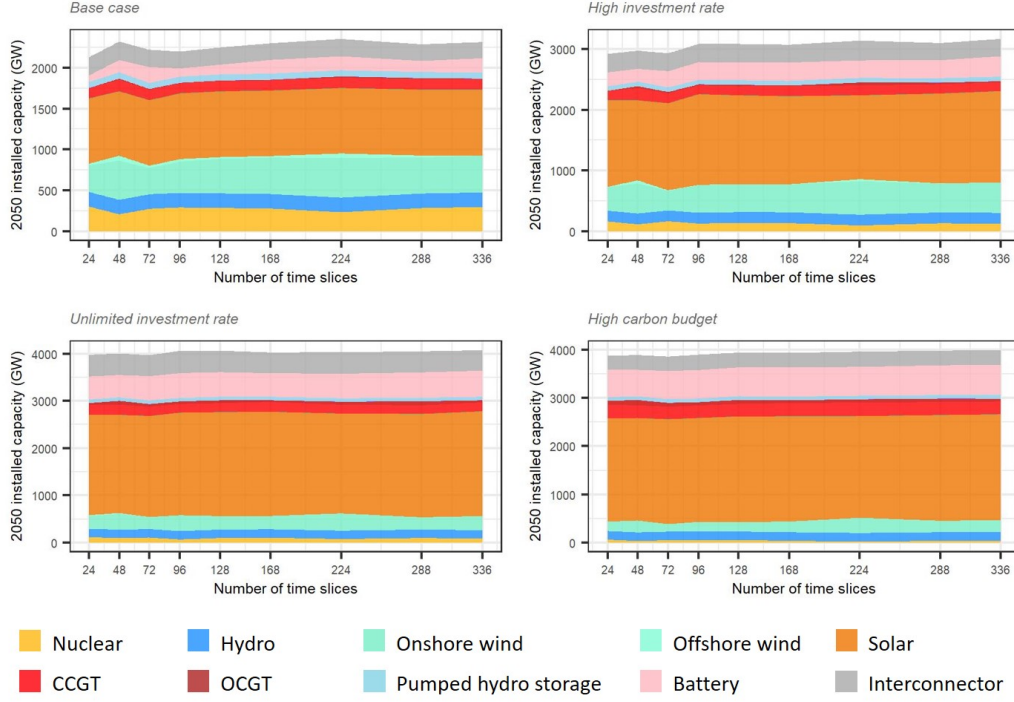 Base case
High investment rate
2050 installed capacity (GW)
2000
1500
1000
500
0
24 48 72 96 128 168 224 288 336
Number of time slices
2050 installed capacity (GW)
3000
2000
1000
0
24 48 72 96 128 168 224 288 336
Number of time slices
Unlimited investment rate
High carbon budget
2050 installed capacity (GW)
4000
3000
2000
1000
0
24 48 72 96 128 168 224 288 336
Number of time slices
2050 installed capacity (GW)
4000
3000
2000
1000
0
24 48 72 96 128 168 224 288 336
Number of time slices
Nuclear Hydro Onshore wind Offshore wind Solar
CCGT OCGT Pumped hydro storage Battery Interconnector